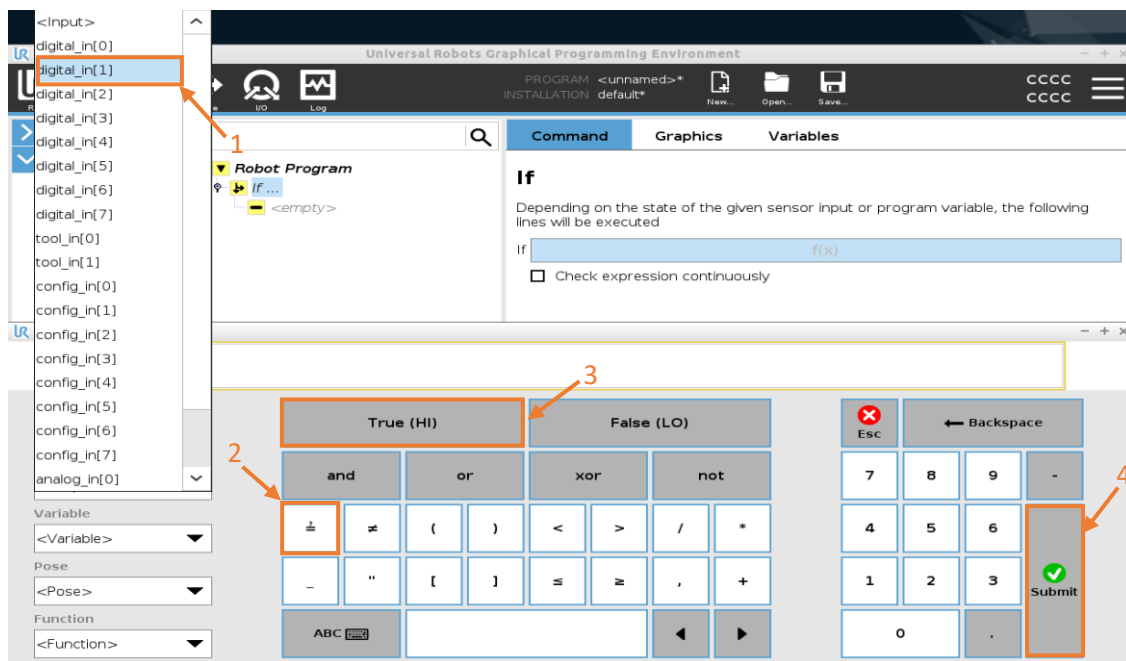 <Input>
digital_in[0]
digital_in[1]
digital_in[2]
digital_in[3]
digital_in[4]
digital_in[5]
digital_in[6]
digital_in[7]
tool_in[0]
tool_in[1]
config_in[0]
config_in[1]
config_in[2]
config_in[3]
config_in[4]
config_in[5]
config_in[6]
config_in[7]
analog_in[0]
1
Universal Robots Graphical Programming Environment
I/O
Log
PROGRAM <unnamed>*
INSTALLATION default*
New...
Open...
Save...
CCCC
CCCC
Robot Program
If ...
<empty>
Command Graphics Variables
If
Depending on the state of the given sensor input or program variable, the following
lines will be executed
If f(x)
Check expression continuously
3
True (HI) False (LO)
Esc
Backspace
2
and or xor not
7 8 9 -
4
≟ ≠ ( ) < > / *
4 5 6
_ " [ ] ≤ ≥ , +
1 2 3
Submit
ABC
0 .
Variable
<Variable>
Pose
<Pose>
Function
<Function>